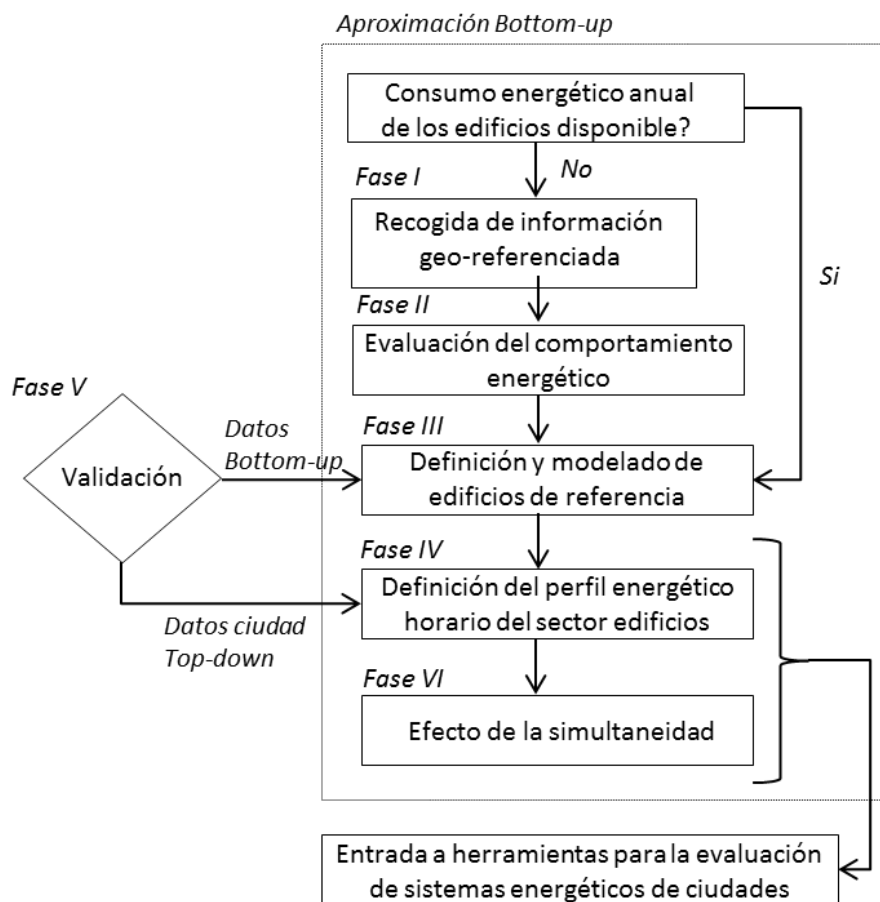 Aproximación Bottom-up
Consumo energético anual
de los edificios disponible?
No
Fase I
Recogida de información
geo-referenciada
Si
Fase II
Evaluación del comportamiento
energético
Fase V
Validación
Datos
Bottom-up
Fase III
Definición y modelado de
edificios de referencia
Fase IV
Definición del perfil energético
horario del sector edificios
Datos ciudad
Top-down
Fase VI
Efecto de la simultaneidad
Entrada a herramientas para la evaluación
de sistemas energéticos de ciudades